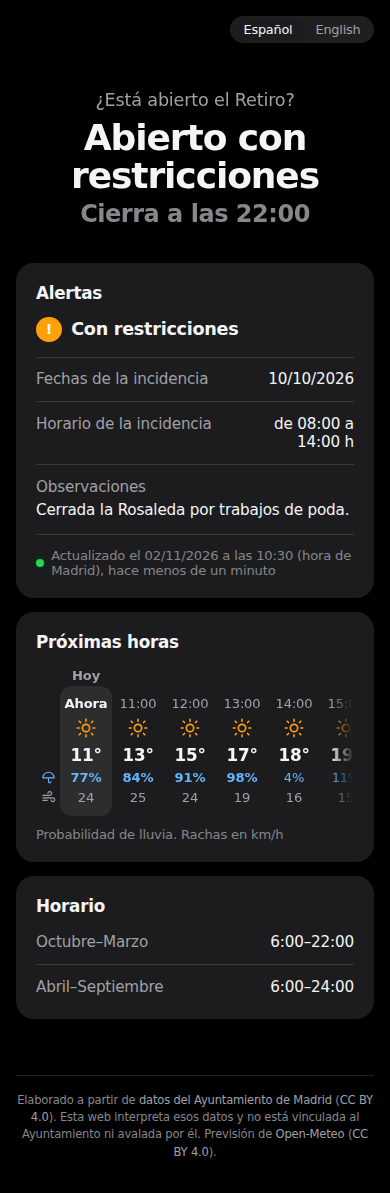 Español English
¿Está abierto el Retiro?
Abierto con
restricciones
Cierra a las 22:00
Alertas
! Con restricciones
Fechas de la incidencia 10/10/2026
Horario de la incidencia de 08:00 a
14:00 h
Observaciones
Cerrada la Rosaleda por trabajos de poda.
Actualizado el 02/11/2026 a las 10:30 (hora de
Madrid), hace menos de un minuto
Próximas horas
Hoy
Ahora 11:00 12:00 13:00 14:00
11° 13° 15° 17° 18°
77% 84% 91% 98% 4%
24 25 24 19 16
Probabilidad de lluvia. Rachas en km/h
Horario
Octubre–Marzo 6:00–22:00
Abril–Septiembre 6:00–24:00
Elaborado a partir de datos del Ayuntamiento de Madrid (CC BY
4.0). Esta web interpreta esos datos y no está vinculada al
Ayuntamiento ni avalada por él. Previsión de Open-Meteo (CC
BY 4.0).